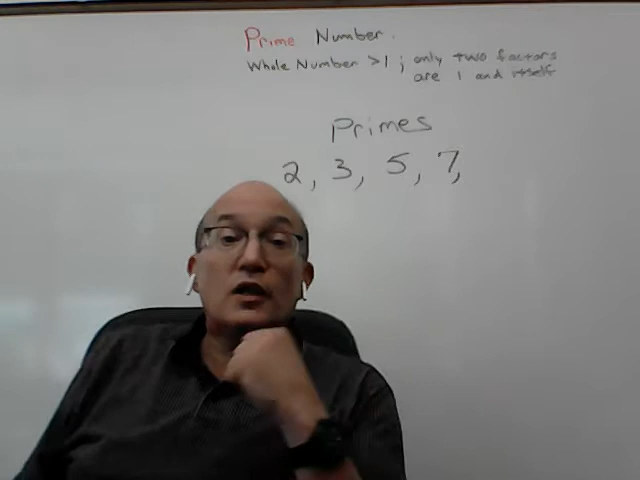 Prime Number.
Whole Number >1 ; only two factors
are 1 and itself
Primes
2, 3, 5, 7,